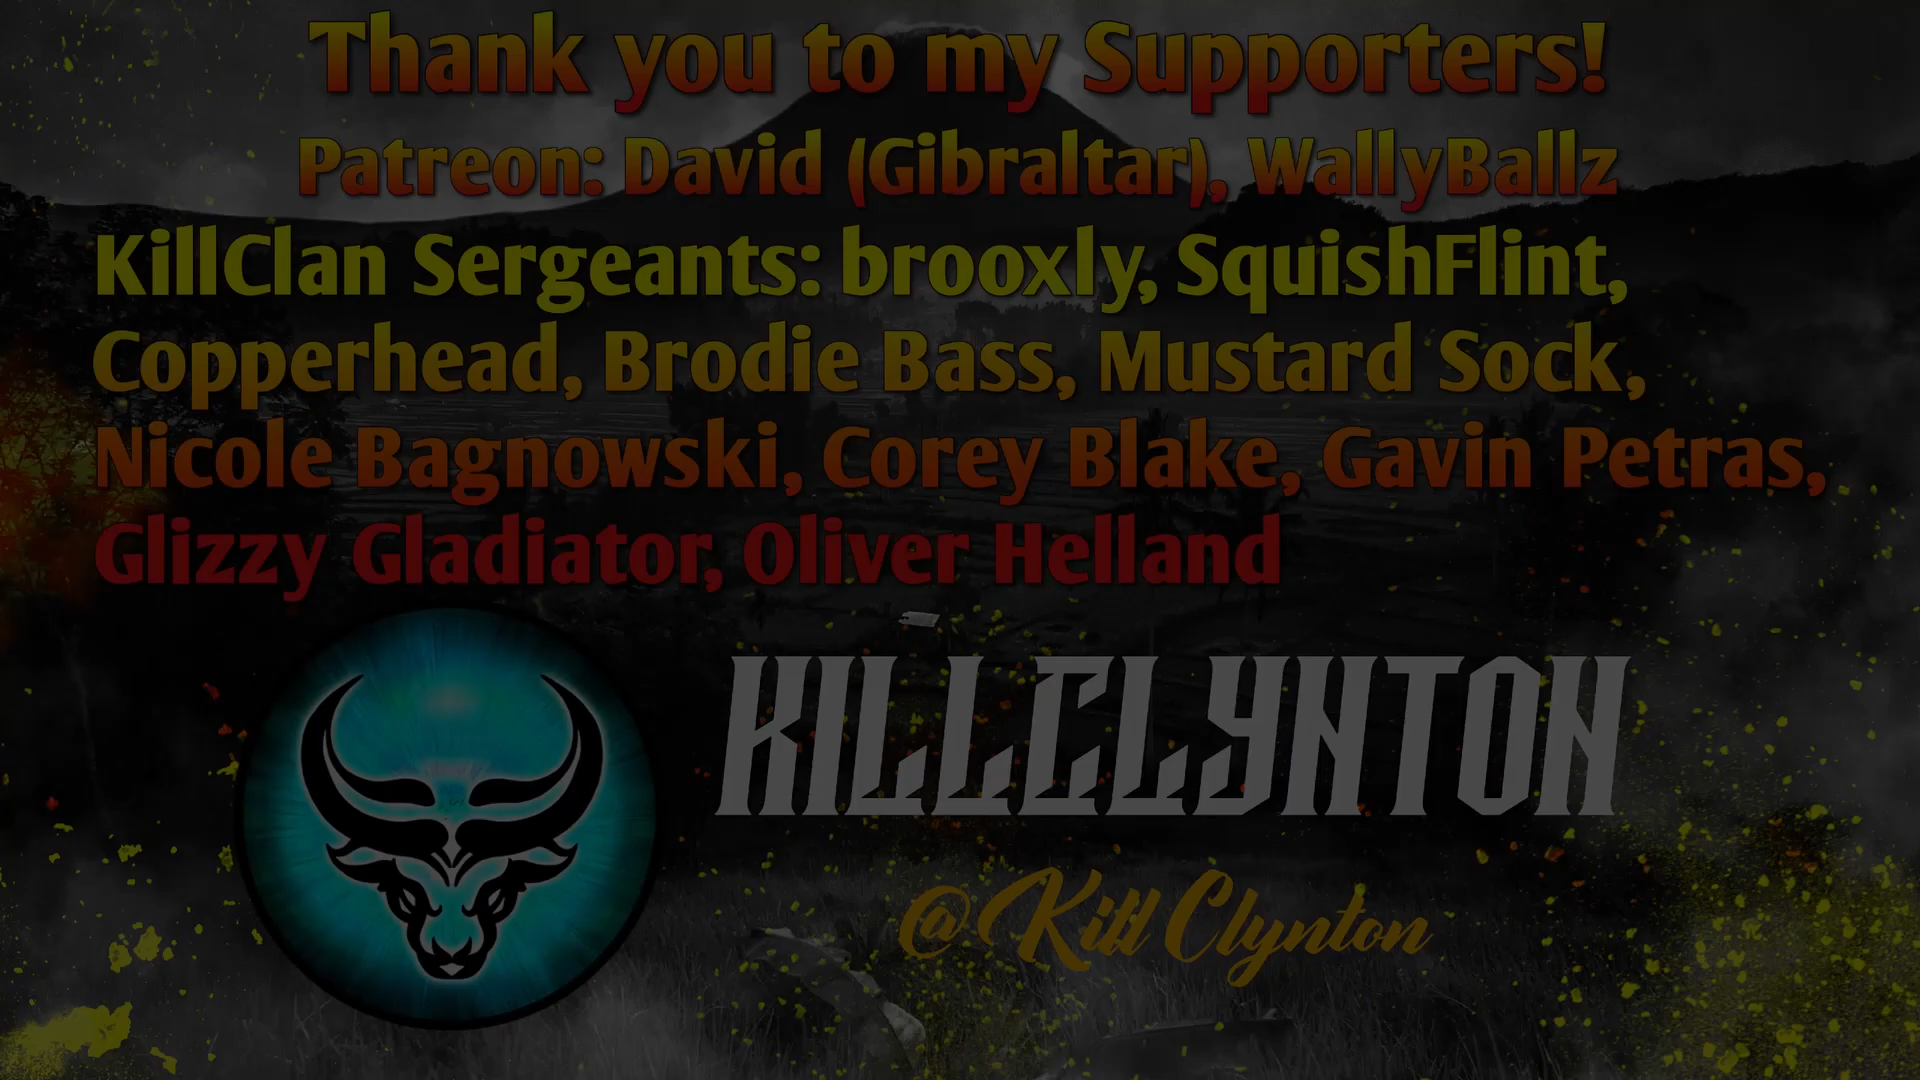 Thank you to my Supporters!
Patreon: David (Gibraltar), WallyBallz
KillClan Sergeants: brooxly, SquishFlint,
Copperhead, Brodie Bass, Mustard Sock,
Nicole Bagnowski, Corey Blake, Gavin Petras,
Glizzy Gladiator, Oliver Helland
KILLCLYNTON
@KillClynton